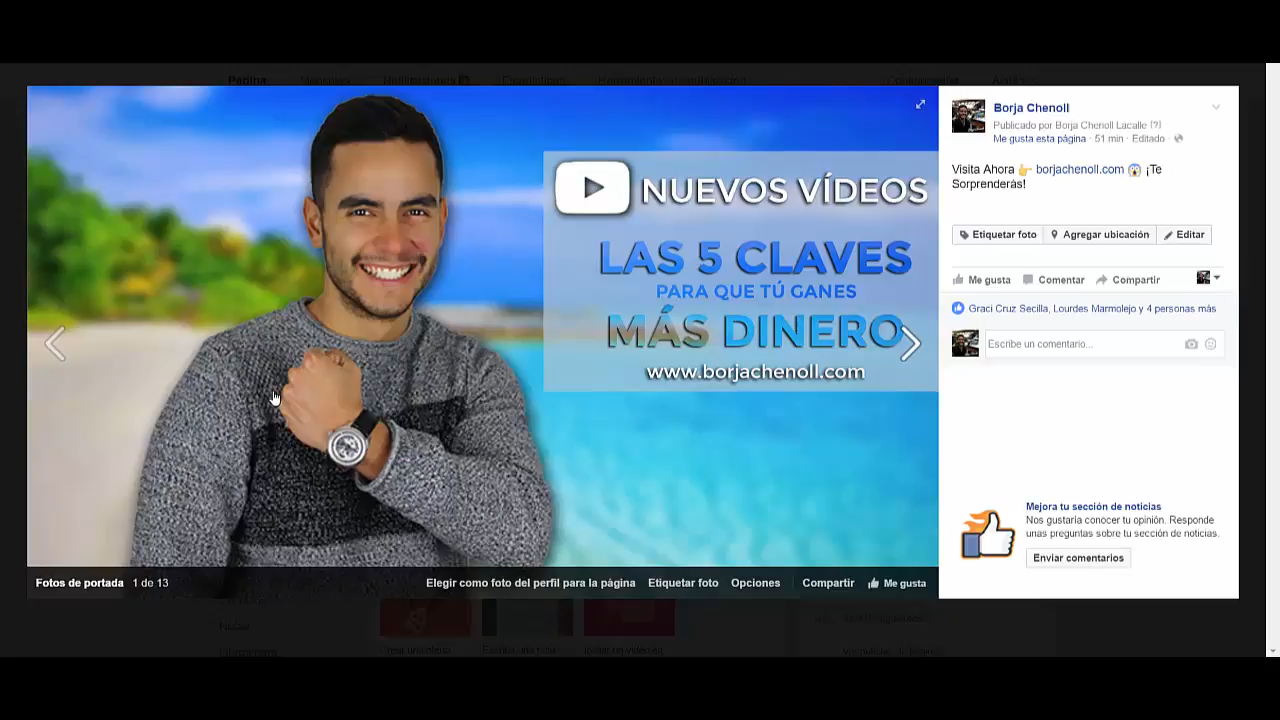 Página
NUEVOS VÍDEOS
LAS 5 CLAVES
PARA QUE TÚ GANES
MÁS DINERO
www.borjachenoll.com
Fotos de portada 1 de 13
Elegir como foto del perfil para la página Etiquetar foto Opciones Compartir Me gusta
Borja Chenoll
Publicado por Borja Chenoll Lacalle [?]
Me gusta esta página · 51 min · Editado
Visita Ahora 👉 borjachenoll.com 😱 ¡Te
Sorprenderás!
Etiquetar foto Agregar ubicación Editar
Me gusta Comentar Compartir
Graci Cruz Secilla, Lourdes Marmolejo y 4 personas más
Escribe un comentario...
Mejora tu sección de noticias
Nos gustaría conocer tu opinión. Responde
unas preguntas sobre tu sección de noticias.
Enviar comentarios